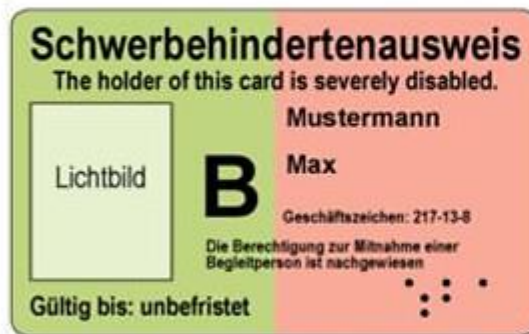 Schwerbehindertenausweis
The holder of this card is severely disabled.
Mustermann
Max
Lichtbild
B
Geschäftszeichen: 217-13-8
Die Berechtigung zur Mitnahme einer
Begleitperson ist nachgewiesen
Gültig bis: unbefristet